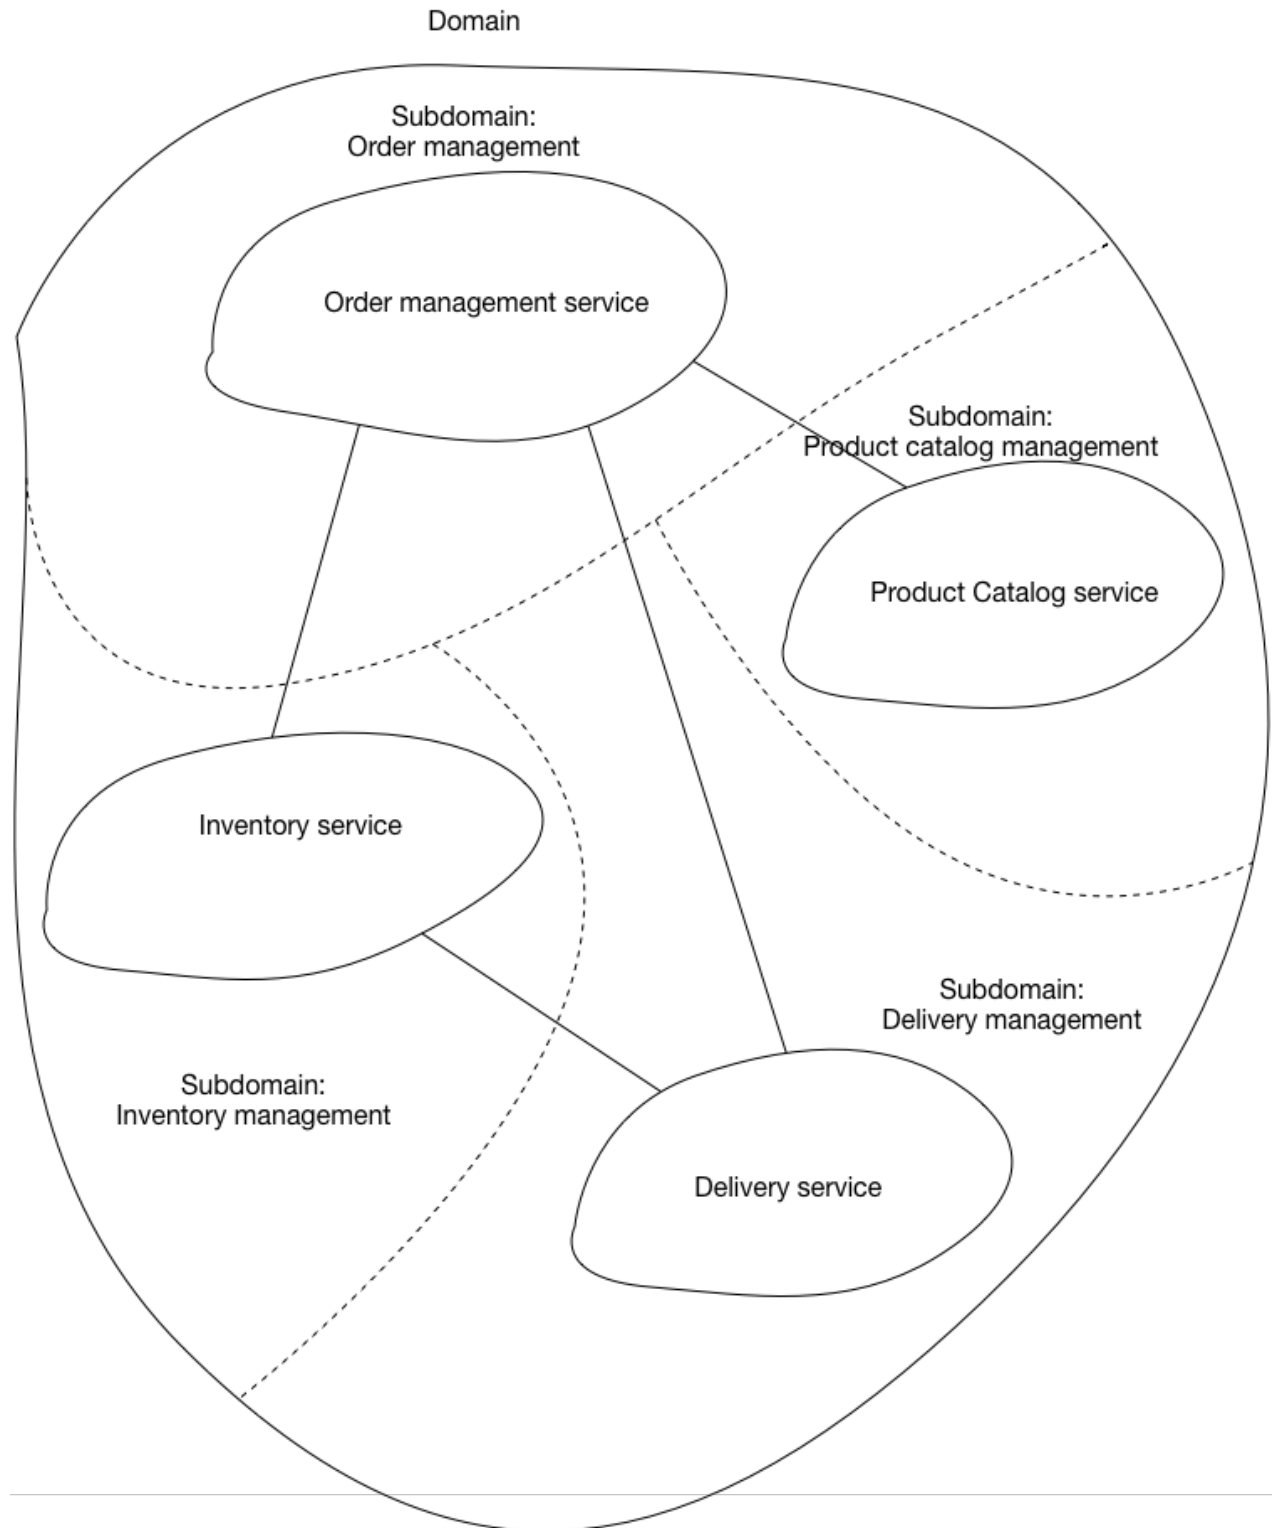 Domain
Subdomain:
Order management
Order management service
Subdomain:
Product catalog management
Product Catalog service
Inventory service
Subdomain:
Delivery management
Subdomain:
Inventory management
Delivery service